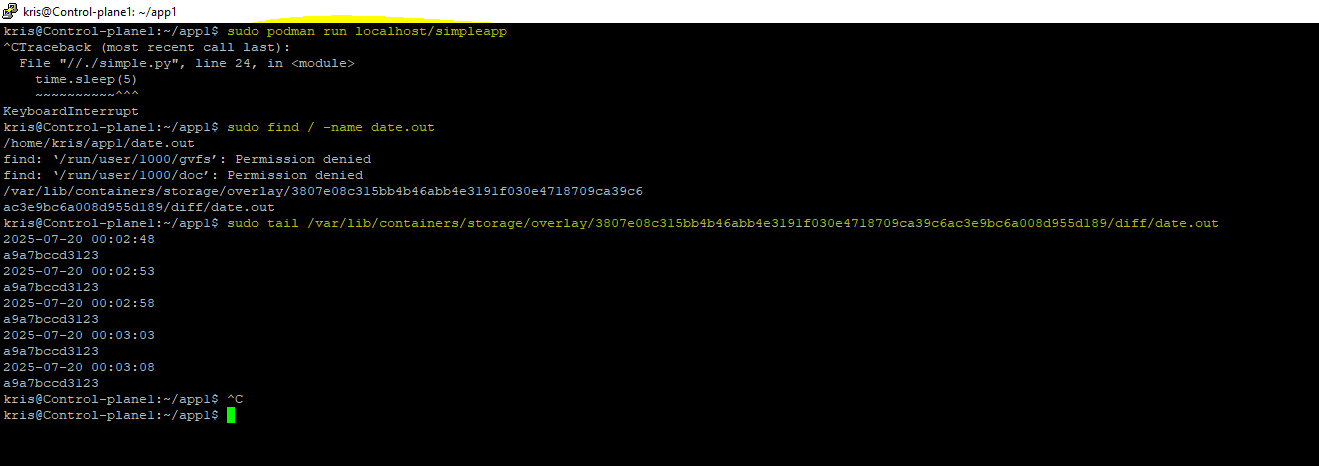 kris@Control-plane1: ~/app1
kris@Control-plane1:~/app1$ sudo podman run localhost/simpleapp
^CTraceback (most recent call last):
  File "//./simple.py", line 24, in <module>
    time.sleep(5)
    ~~~~~~~~~~^^^
KeyboardInterrupt
kris@Control-plane1:~/app1$ sudo find / -name date.out
/home/kris/app1/date.out
find: ‘/run/user/1000/gvfs’: Permission denied
find: ‘/run/user/1000/doc’: Permission denied
/var/lib/containers/storage/overlay/3807e08c315bb4b46abb4e3191f030e4718709ca39c6
ac3e9bc6a008d955d189/diff/date.out
kris@Control-plane1:~/app1$ sudo tail /var/lib/containers/storage/overlay/3807e08c315bb4b46abb4e3191f030e4718709ca39c6ac3e9bc6a008d955d189/diff/date.out
2025-07-20 00:02:48
a9a7bccd3123
2025-07-20 00:02:53
a9a7bccd3123
2025-07-20 00:02:58
a9a7bccd3123
2025-07-20 00:03:03
a9a7bccd3123
2025-07-20 00:03:08
a9a7bccd3123
kris@Control-plane1:~/app1$ ^C
kris@Control-plane1:~/app1$